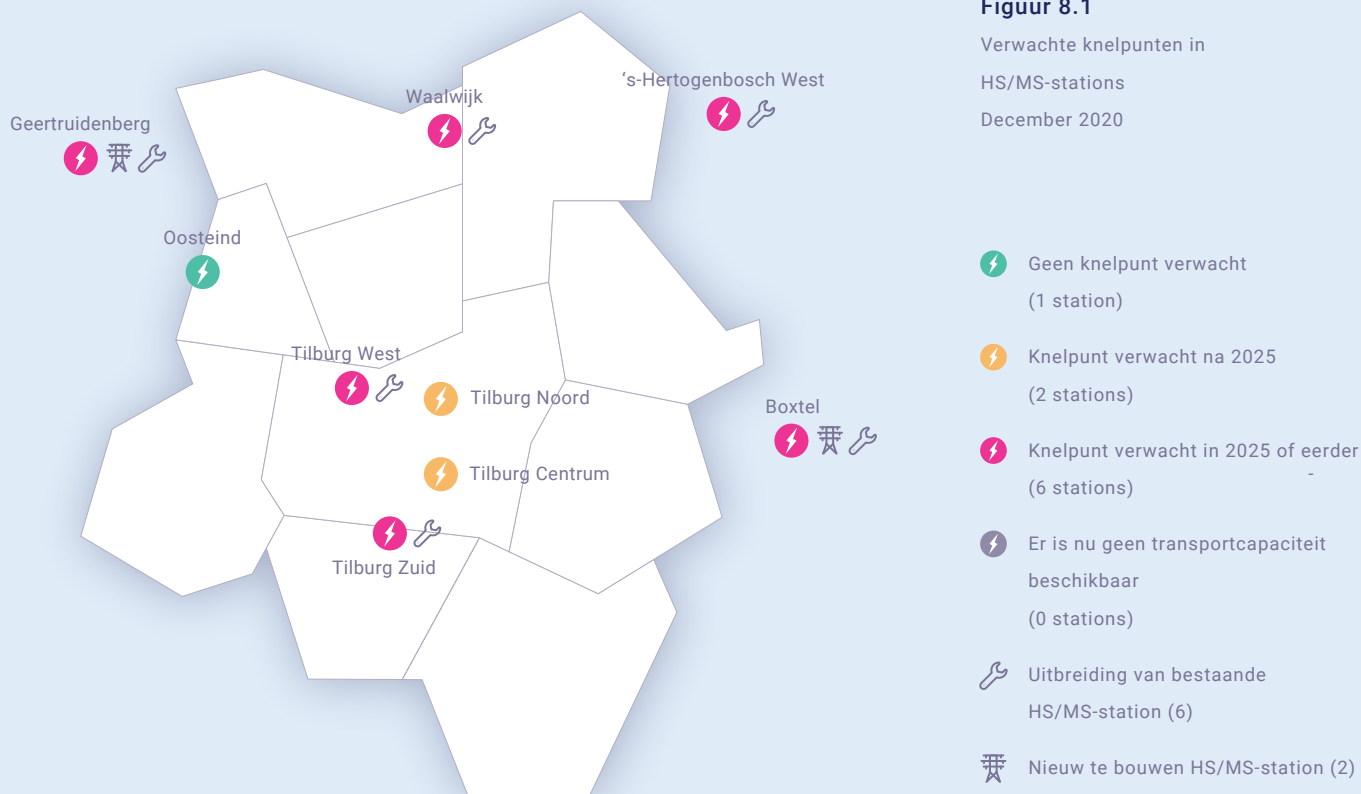 Figuur 8.1
Verwachte knelpunten in
HS/MS-stations
December 2020
‘s-Hertogenbosch West
Waalwijk
Geertruidenberg
Oosteind
Tilburg West
Tilburg Noord
Boxtel
Tilburg Centrum
Tilburg Zuid
Geen knelpunt verwacht
(1 station)
Knelpunt verwacht na 2025
(2 stations)
Knelpunt verwacht in 2025 of eerder
-
(6 stations)
Er is nu geen transportcapaciteit
beschikbaar
(0 stations)
Uitbreiding van bestaande
HS/MS-station (6)
Nieuw te bouwen HS/MS-station (2)